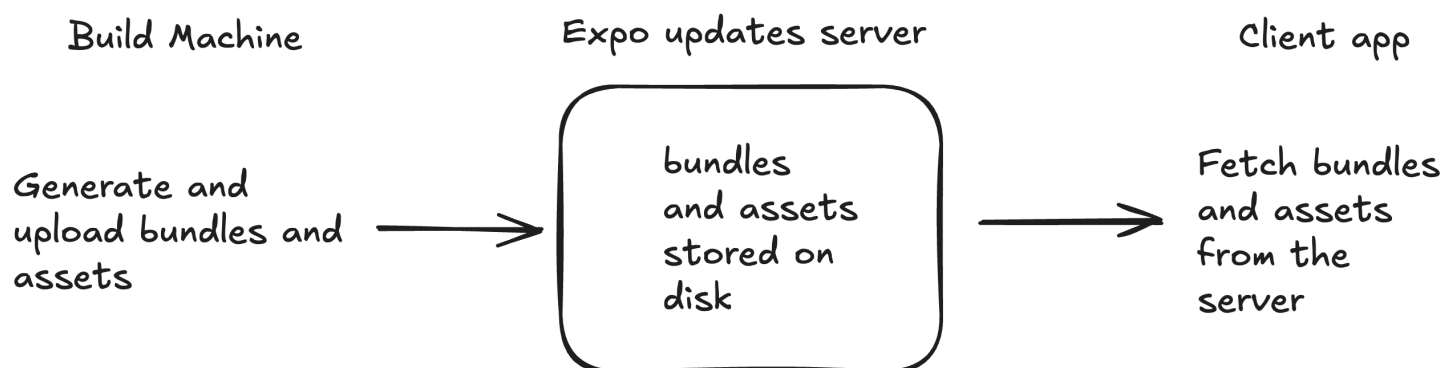 Build Machine
Expo updates server
Client app
Generate and
upload bundles and
assets
bundles
and assets
stored on
disk
Fetch bundles
and assets
from the
server